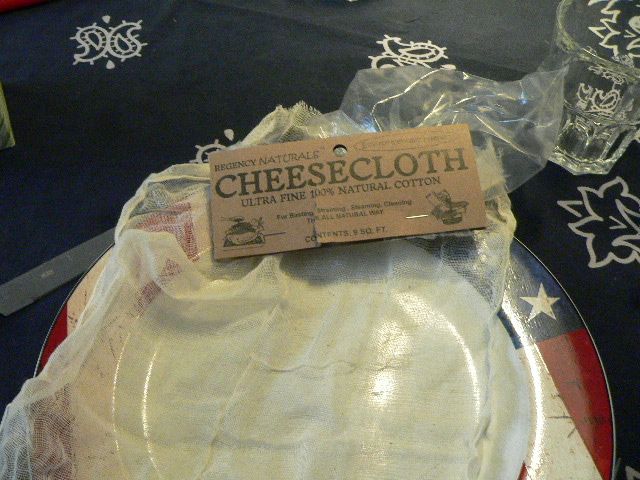 REGENCY NATURALS
CHEESECLOTH
ULTRA FINE 100% NATURAL COTTON
For Basting, Straining, Steaming, Cleaning
THE ALL NATURAL WAY
CONTENTS, 9 SQ. FT.